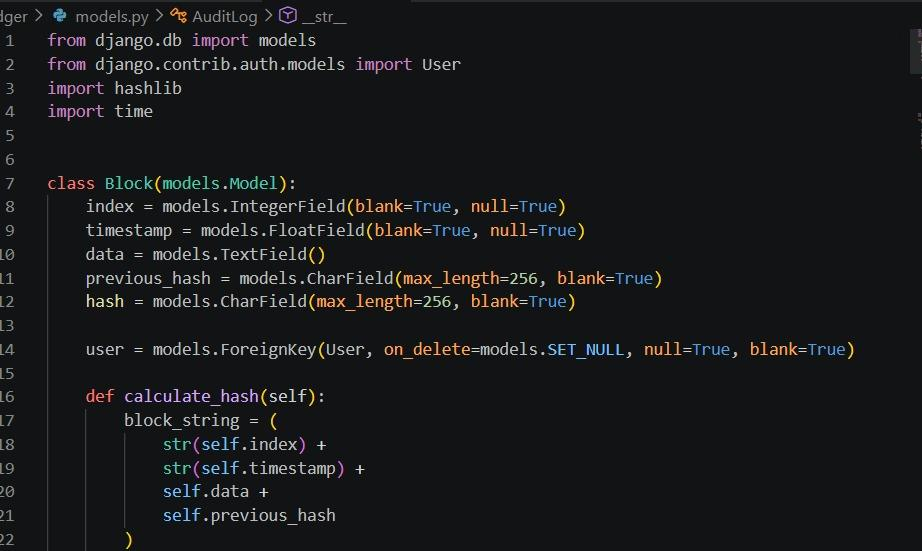 dger > models.py > AuditLog > __str__
1 from django.db import models
2 from django.contrib.auth.models import User
3 import hashlib
4 import time
5
6
7 class Block(models.Model):
8 index = models.IntegerField(blank=True, null=True)
9 timestamp = models.FloatField(blank=True, null=True)
10 data = models.TextField()
11 previous_hash = models.CharField(max_length=256, blank=True)
12 hash = models.CharField(max_length=256, blank=True)
13
14 user = models.ForeignKey(User, on_delete=models.SET_NULL, null=True, blank=True)
15
16 def calculate_hash(self):
17 block_string = (
18 str(self.index) +
19 str(self.timestamp) +
20 self.data +
21 self.previous_hash
22 )